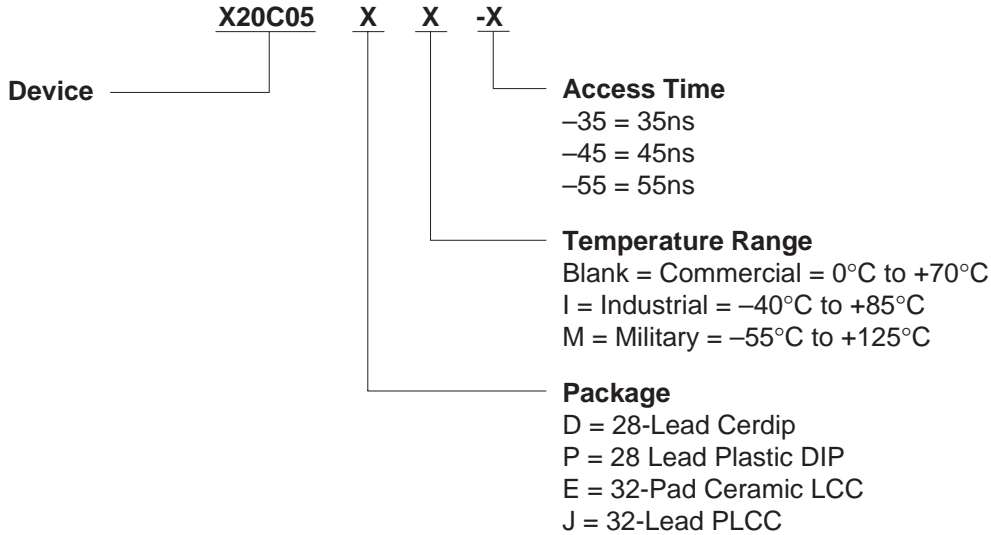 X20C05 X X -X
Device
Access Time
–35 = 35ns
–45 = 45ns
–55 = 55ns
Temperature Range
Blank = Commercial = 0°C to +70°C
I = Industrial = –40°C to +85°C
M = Military = –55°C to +125°C
Package
D = 28-Lead Cerdip
P = 28 Lead Plastic DIP
E = 32-Pad Ceramic LCC
J = 32-Lead PLCC